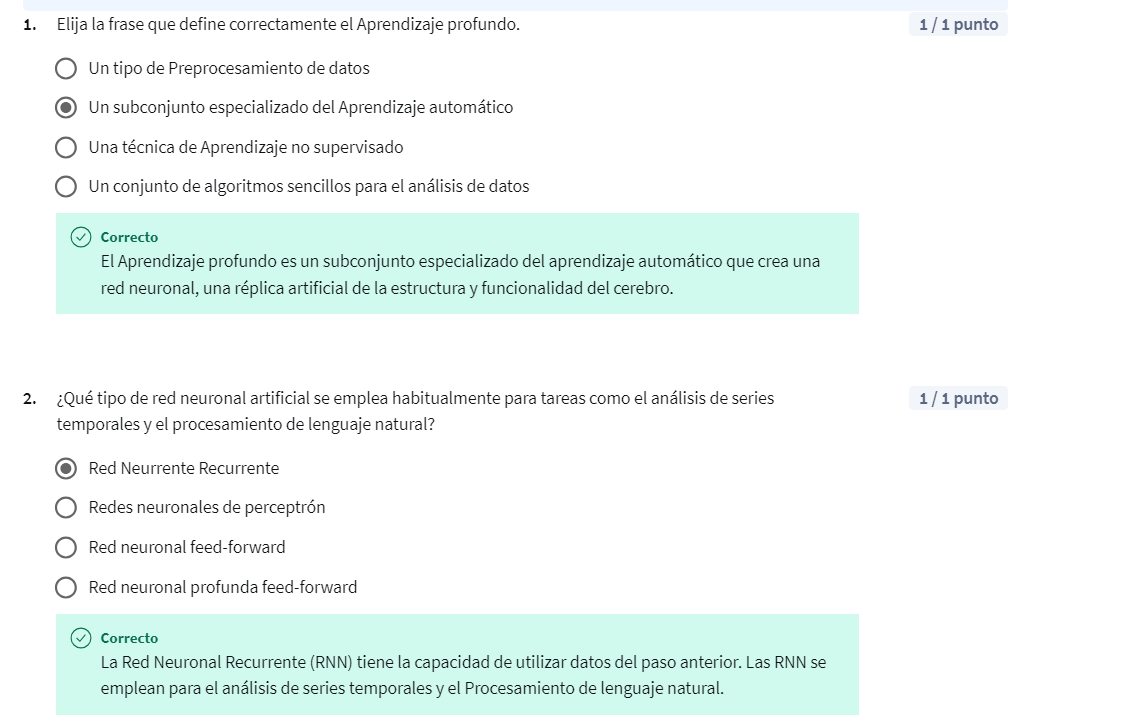 1. Elija la frase que define correctamente el Aprendizaje profundo. 1 / 1 punto
Un tipo de Preprocesamiento de datos
Un subconjunto especializado del Aprendizaje automático
Una técnica de Aprendizaje no supervisado
Un conjunto de algoritmos sencillos para el análisis de datos
Correcto
El Aprendizaje profundo es un subconjunto especializado del aprendizaje automático que crea una
red neuronal, una réplica artificial de la estructura y funcionalidad del cerebro.
2. ¿Qué tipo de red neuronal artificial se emplea habitualmente para tareas como el análisis de series 1 / 1 punto
temporales y el procesamiento de lenguaje natural?
Red Neurrente Recurrente
Redes neuronales de perceptrón
Red neuronal feed-forward
Red neuronal profunda feed-forward
Correcto
La Red Neuronal Recurrente (RNN) tiene la capacidad de utilizar datos del paso anterior. Las RNN se
emplean para el análisis de series temporales y el Procesamiento de lenguaje natural.